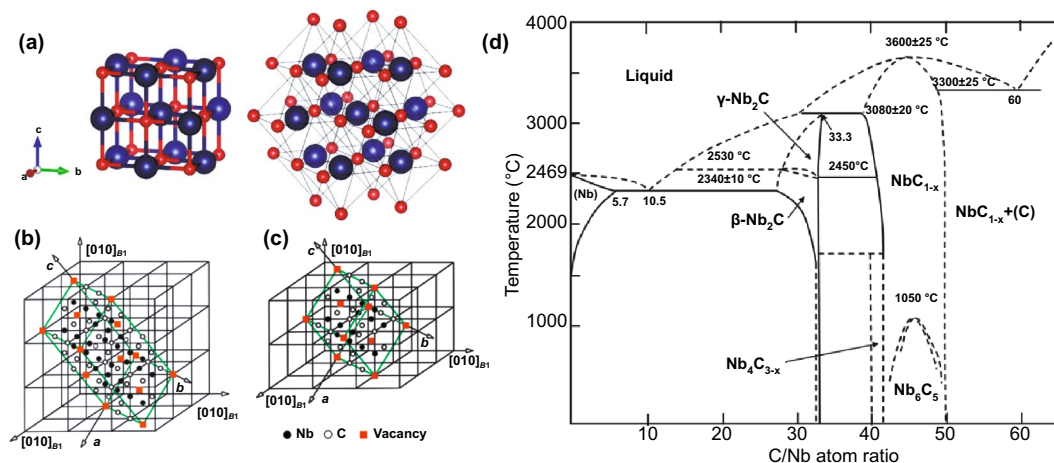 (a)
c
a
b
(b)
[010]B1
c
b
[010]B1
[010]B1
a
(c)
[010]B1
c
b
[010]B1
[010]B1
a
Nb C Vacancy
(d)
4000
3000
2469
2000
1000
Temperature (°C)
10 20 30 40 50 60
C/Nb atom ratio
Liquid
3600±25 °C
3300±25 °C
60
γ-Nb₂C
3080±20 °C
33.3
2530 °C
2450°C
2340±10 °C
(Nb)
5.7
10.5
β-Nb₂C
NbC1-x
NbC1-x+(C)
1050 °C
Nb₄C3-x
Nb₆C₅